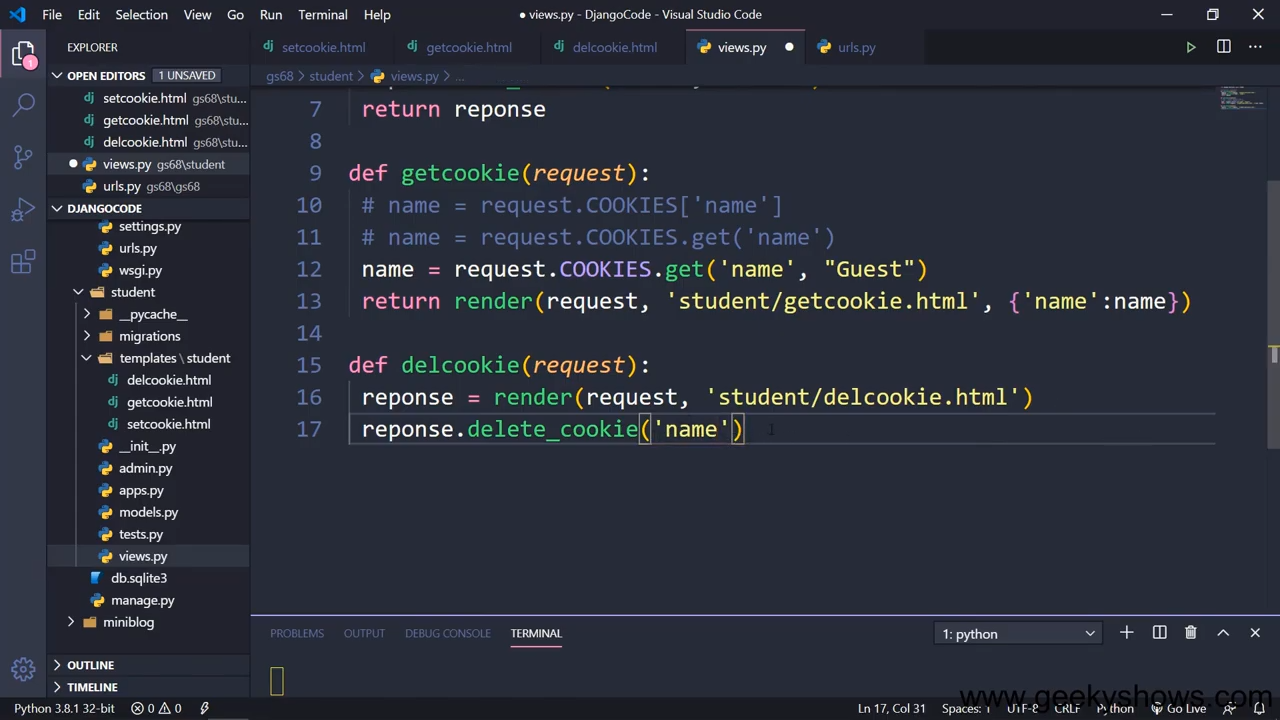 File Edit Selection View Go Run Terminal Help
● views.py - DjangoCode - Visual Studio Code
EXPLORER
setcookie.html
getcookie.html
delcookie.html
views.py
urls.py
OPEN EDITORS 1 UNSAVED
gs68 > student > views.py > ...
setcookie.html gs68\stu...
getcookie.html gs68\stu...
delcookie.html gs68\stu...
views.py gs68\student
urls.py gs68\gs68
DJANGOCODE
settings.py
urls.py
wsgi.py
student
__pycache__
migrations
templates \ student
delcookie.html
getcookie.html
setcookie.html
__init__.py
admin.py
apps.py
models.py
tests.py
views.py
db.sqlite3
manage.py
miniblog
OUTLINE
TIMELINE
7 return reponse
8
9 def getcookie(request):
10 # name = request.COOKIES['name']
11 # name = request.COOKIES.get('name')
12 name = request.COOKIES.get('name', "Guest")
13 return render(request, 'student/getcookie.html', {'name':name})
14
15 def delcookie(request):
16 reponse = render(request, 'student/delcookie.html')
17 reponse.delete_cookie('name')
PROBLEMS OUTPUT DEBUG CONSOLE TERMINAL
1: python
www.geekyshows.com
1
Python 3.8.1 32-bit 0 0
Ln 17, Col 31 Spaces: 1 UTF-8 CRLF Python Go Live